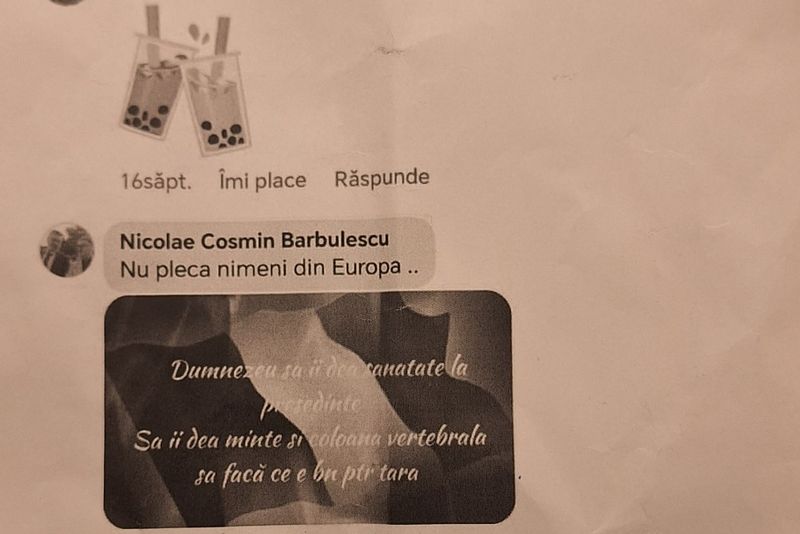 16săpt. Îmi place Răspunde
Nicolae Cosmin Barbulescu
Nu pleca nimeni din Europa ..
Dumnezeu sa ii dea sanatate la
presedinte
Sa ii dea minte si coloana vertebrala
sa facă ce e bn ptr tara